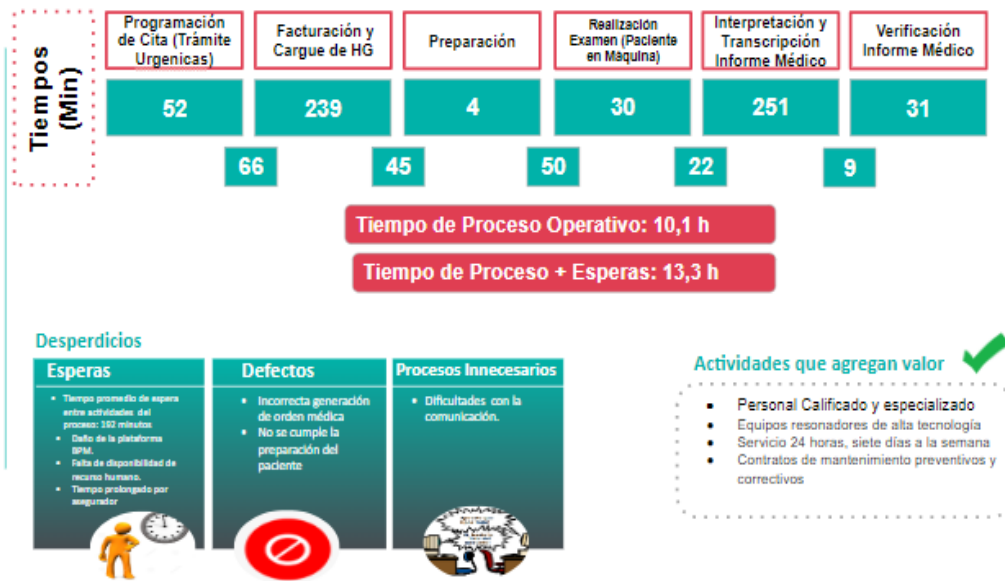 Tiempos
(Min)
Programación
de Cita (Trámite
Urgenicas)
Facturación y
Cargue de HG
Preparación
Realización
Examen (Paciente
en Máquina)
Interpretación y
Transcripción
Informe Médico
Verificación
Informe Médico
52
239
4
30
251
31
66
45
50
22
9
Tiempo de Proceso Operativo: 10,1 h
Tiempo de Proceso + Esperas: 13,3 h
Desperdicios
Esperas
• Tiempo promedio de espera
entre actividades del
proceso: 192 minutos
• Daño de la plataforma
BPM.
• Falta de disponibilidad de
recurso humano.
• Tiempo prolongado por
asegurador
Defectos
• Incorrecta generación
de orden médica
• No se cumple la
preparación del
paciente
Procesos Innecesarios
• Dificultades con la
comunicación.
Actividades que agregan valor
• Personal Calificado y especializado
• Equipos resonadores de alta tecnología
• Servicio 24 horas, siete días a la semana
• Contratos de mantenimiento preventivos y
correctivos